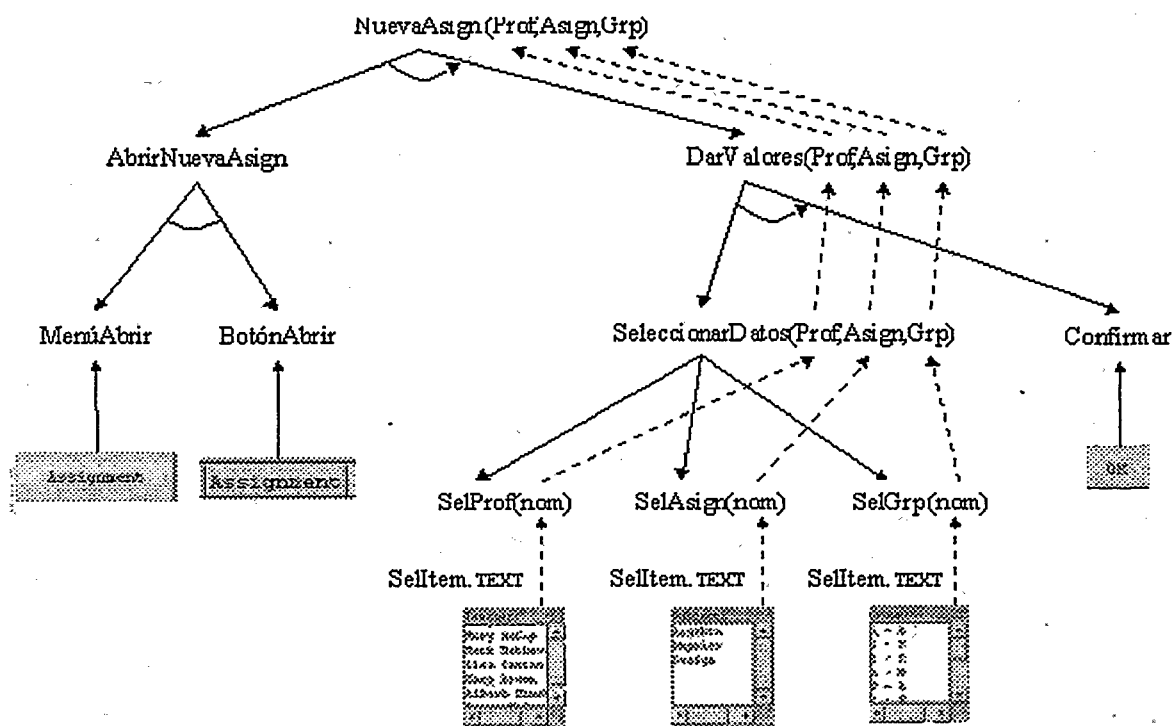 NuevaAsign(Prof,Asign,Grp)
AbrirNuevaAsign
DarValores(Prof,Asign,Grp)
MenúAbrir
BotónAbrir
SeleccionarDatos(Prof,Asign,Grp)
Confirmar
Assignment
Assignment
OK
SelProf(nom)
SelAsign(nom)
SelGrp(nom)
SelItem.TEXT
SelItem.TEXT
SelItem.TEXT